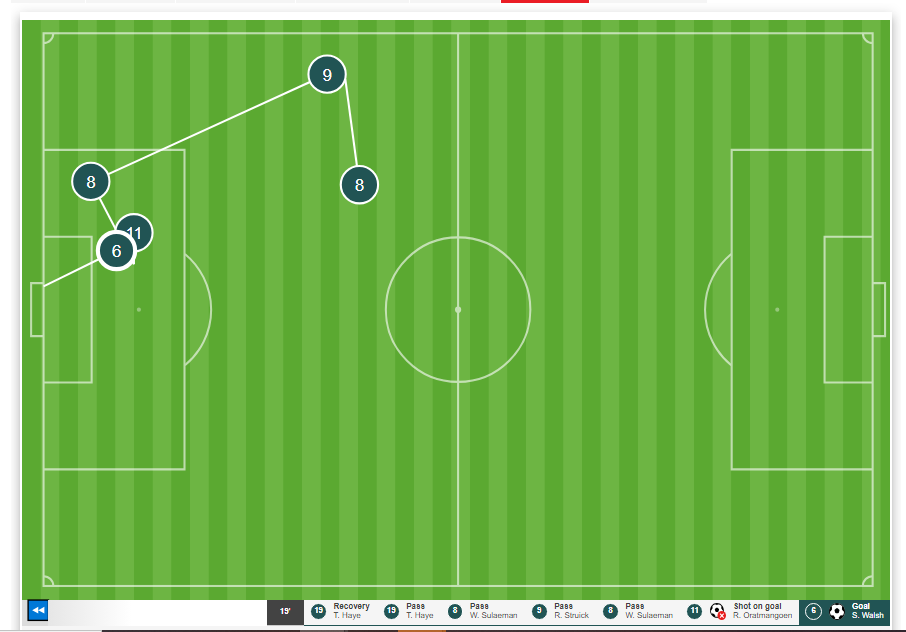 9
8
8
11
6
19'
19 Recovery
T. Haye
19 Pass
T. Haye
8 Pass
W. Sulaeman
9 Pass
R. Struick
8 Pass
W. Sulaeman
11 Shot on goal
R. Oratmangoen
6 Goal
S. Walsh